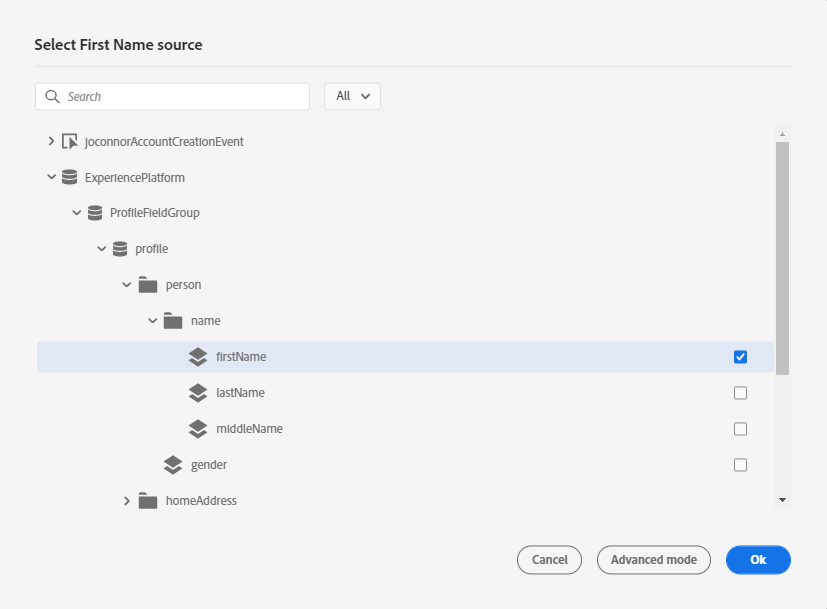 Select First Name source
Search
All
joconnorAccountCreationEvent
ExperiencePlatform
ProfileFieldGroup
profile
person
name
firstName
lastName
middleName
gender
homeAddress
Cancel
Advanced mode
Ok